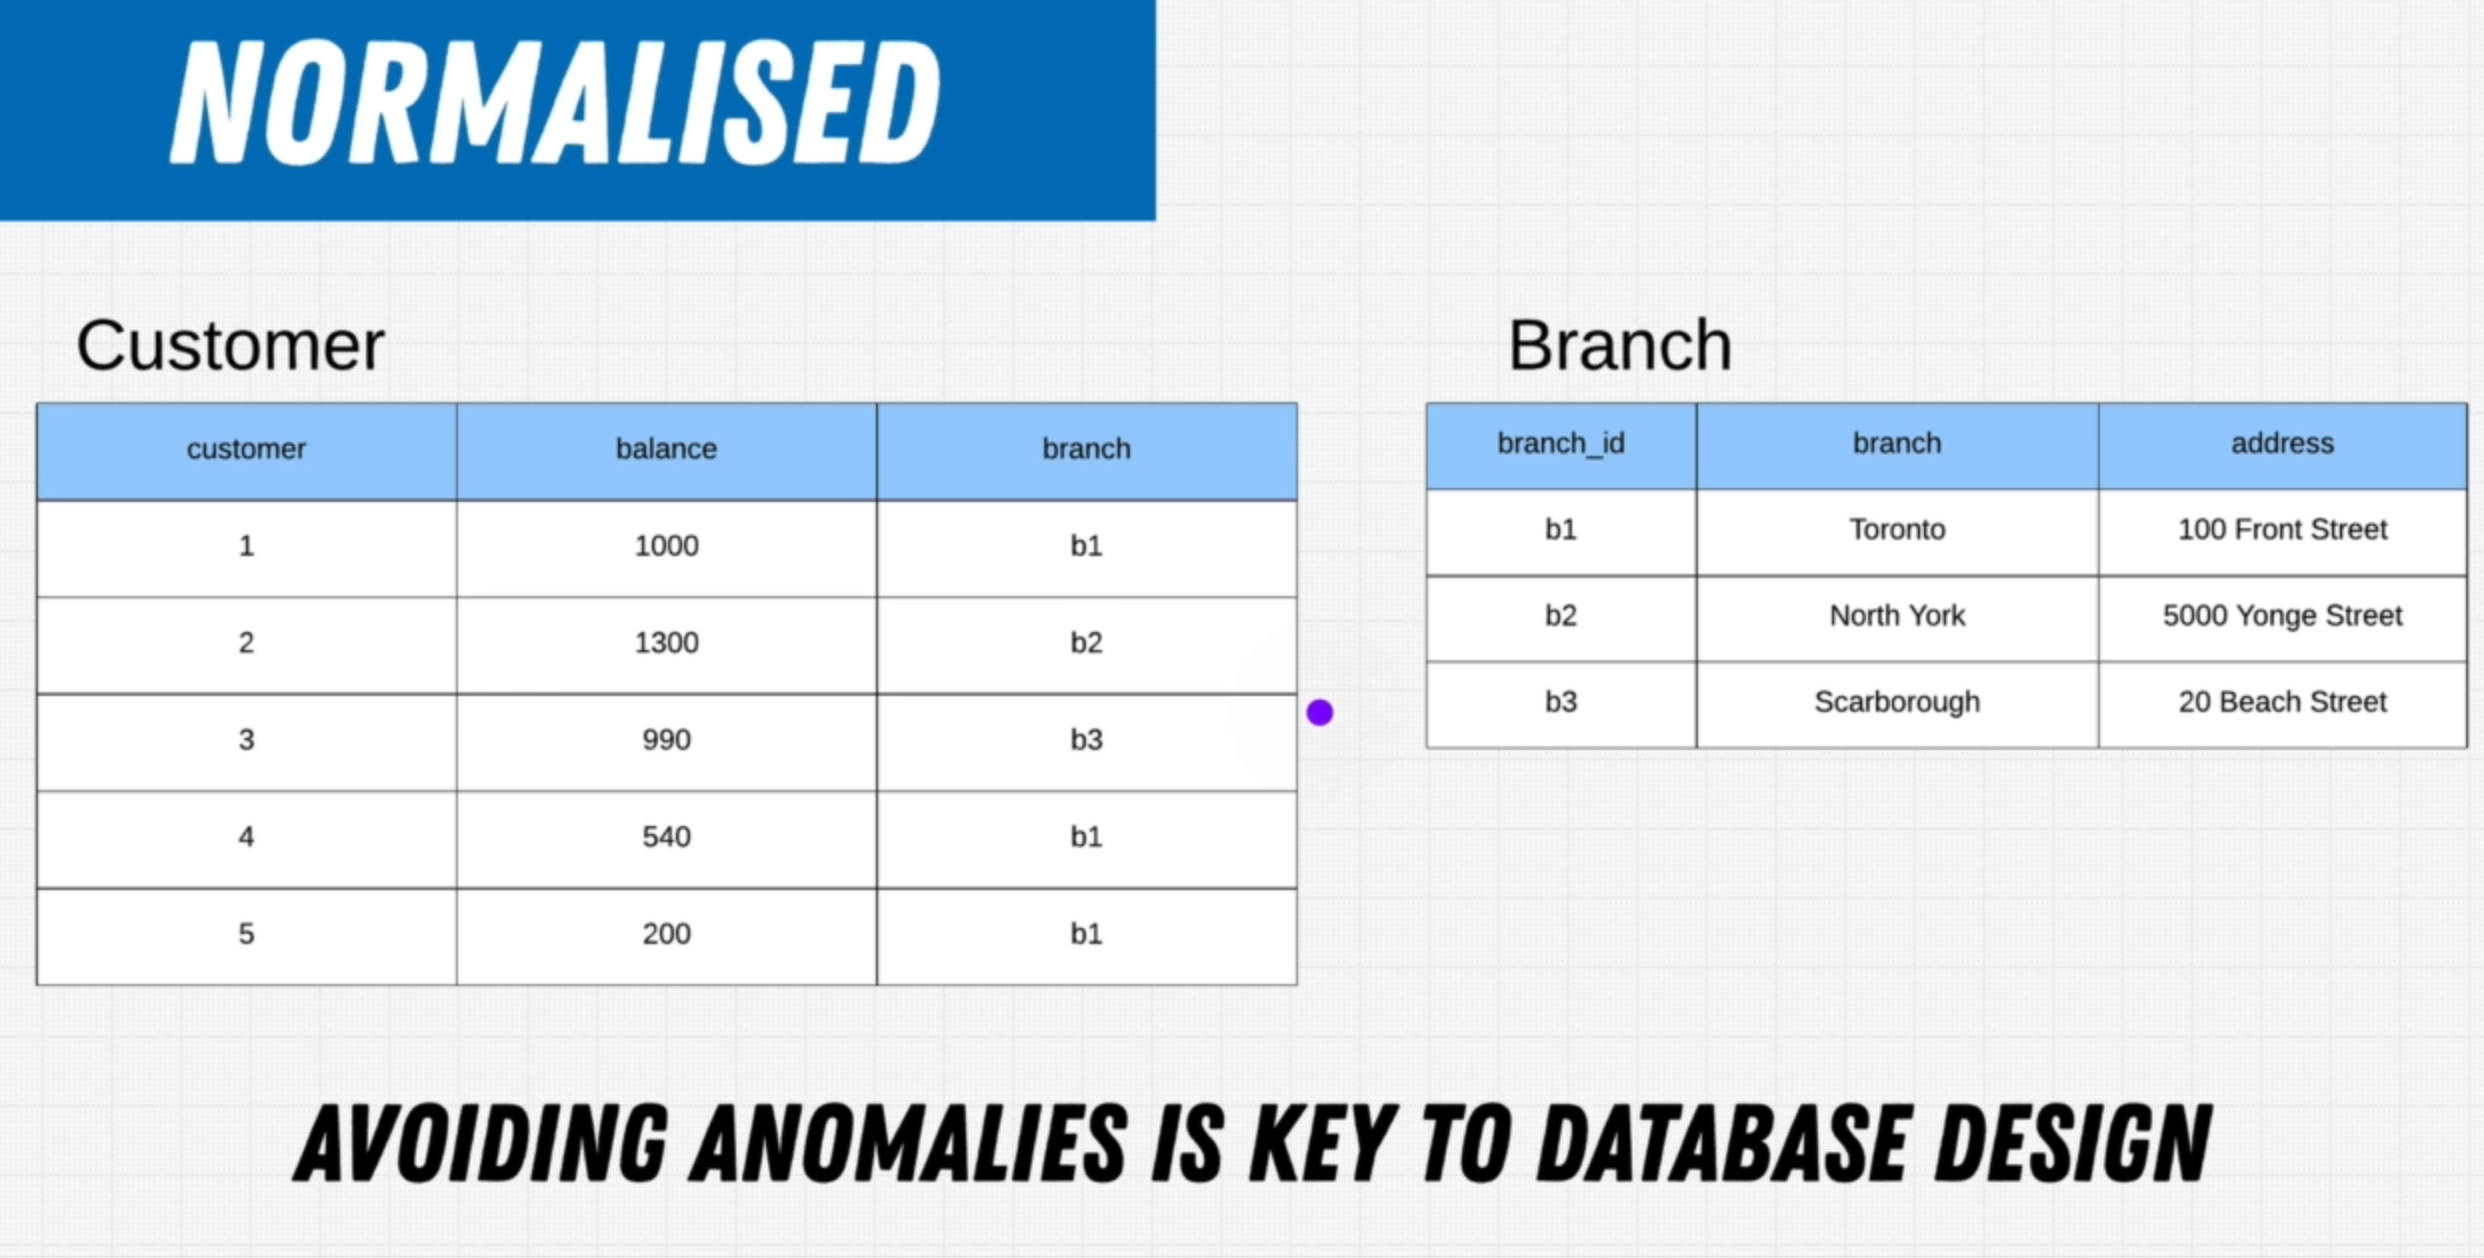 NORMALISED
Customer
customer balance branch
1 1000 b1
2 1300 b2
3 990 b3
4 540 b1
5 200 b1
Branch
branch_id branch address
b1 Toronto 100 Front Street
b2 North York 5000 Yonge Street
b3 Scarborough 20 Beach Street
AVOIDING ANOMALIES IS KEY TO DATABASE DESIGN